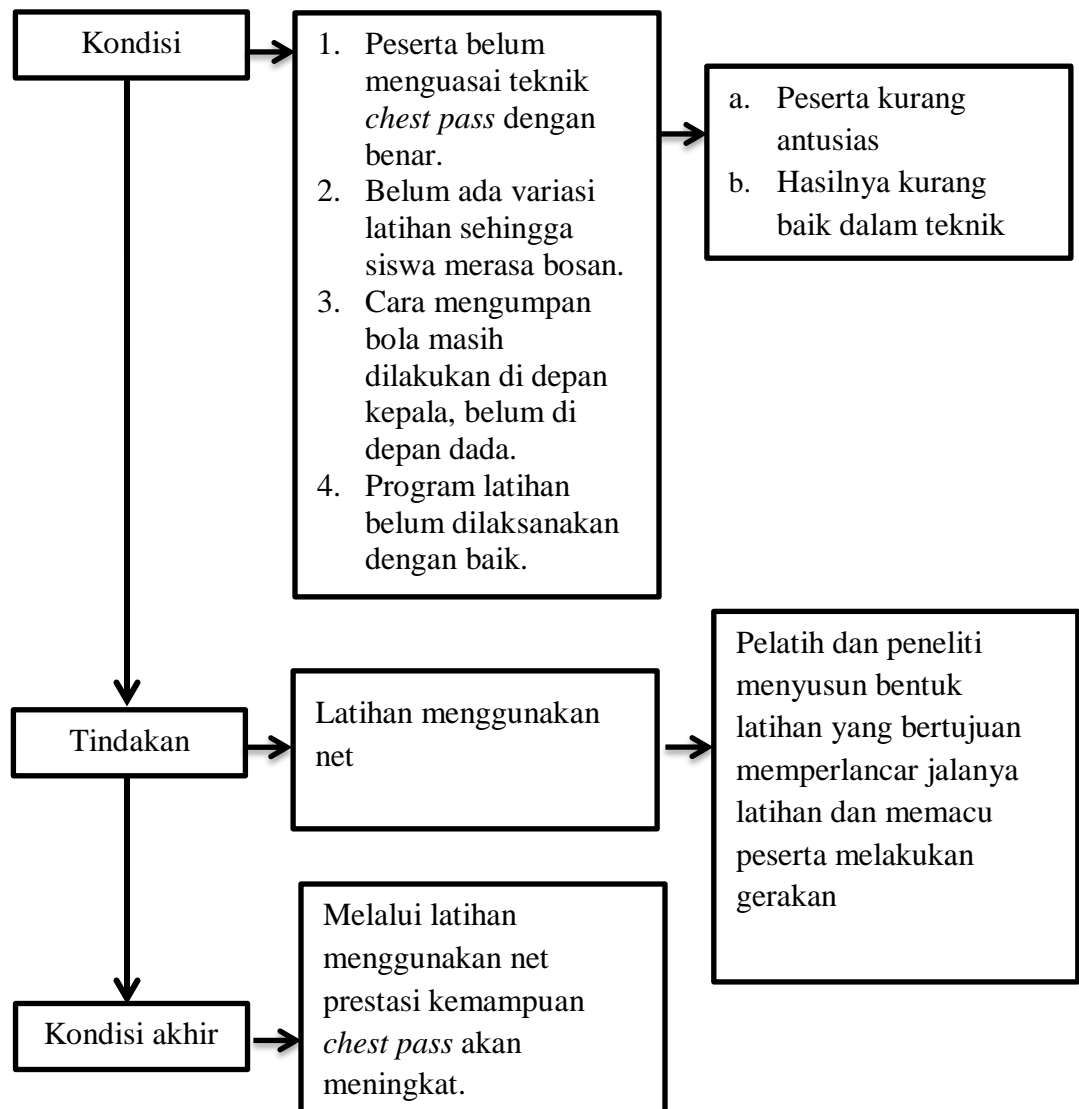 Kondisi
1. Peserta belum
menguasai teknik
chest pass dengan
benar.
2. Belum ada variasi
latihan sehingga
siswa merasa bosan.
3. Cara mengumpan
bola masih
dilakukan di depan
kepala, belum di
depan dada.
4. Program latihan
belum dilaksanakan
dengan baik.
a. Peserta kurang
antusias
b. Hasilnya kurang
baik dalam teknik
Tindakan
Latihan menggunakan
net
Pelatih dan peneliti
menyusun bentuk
latihan yang bertujuan
memperlancar jalanya
latihan dan memacu
peserta melakukan
gerakan
Kondisi akhir
Melalui latihan
menggunakan net
prestasi kemampuan
chest pass akan
meningkat.